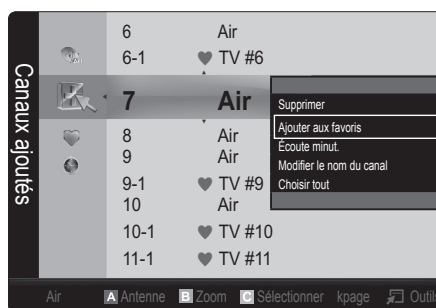 Canaux ajoutés
6 Air
6-1 TV #6
7 Air
8 Air
9 Air
9-1 TV #9
10 Air
10-1 TV #10
11-1 TV #11
Supprimer
Ajouter aux favoris
Écoute minut.
Modifier le nom du canal
Choisir tout
Air A Antenne B Zoom C Sélectionner kpage Outils